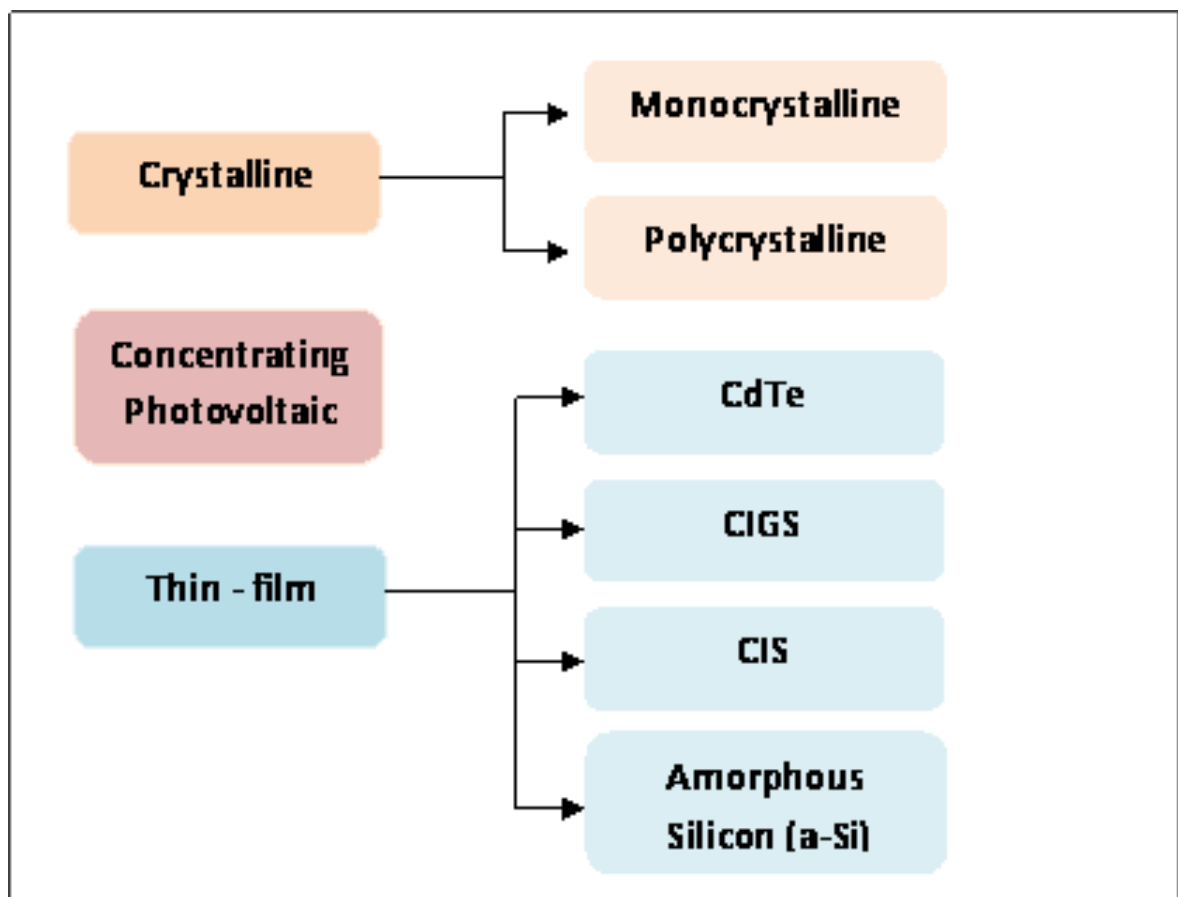 Crystalline
Monocrystalline
Polycrystalline
Concentrating
Photovoltaic
Thin - film
CdTe
CIGS
CIS
Amorphous
Silicon (a-Si)